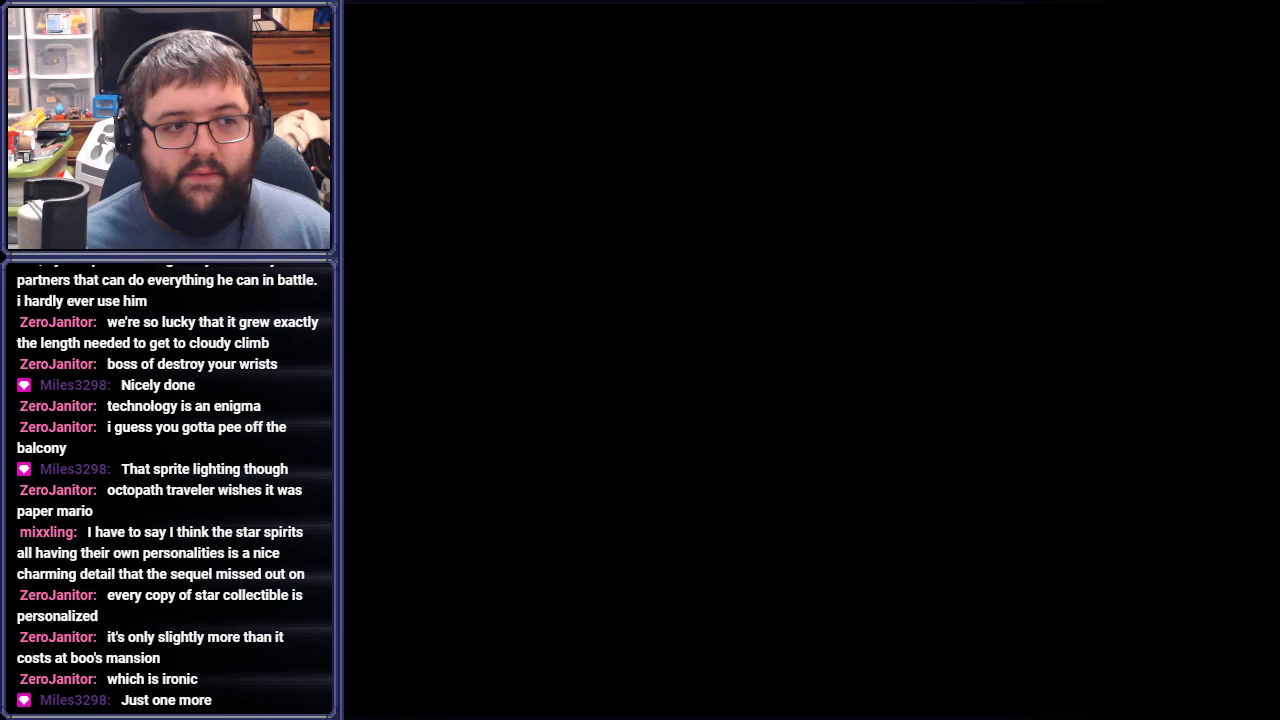 partners that can do everything he can in battle.
i hardly ever use him
ZeroJanitor: we're so lucky that it grew exactly
the length needed to get to cloudy climb
ZeroJanitor: boss of destroy your wrists
Miles3298: Nicely done
ZeroJanitor: technology is an enigma
ZeroJanitor: i guess you gotta pee off the
balcony
Miles3298: That sprite lighting though
ZeroJanitor: octopath traveler wishes it was
paper mario
mixxling: I have to say I think the star spirits
all having their own personalities is a nice
charming detail that the sequel missed out on
ZeroJanitor: every copy of star collectible is
personalized
ZeroJanitor: it's only slightly more than it
costs at boo's mansion
ZeroJanitor: which is ironic
Miles3298: Just one more